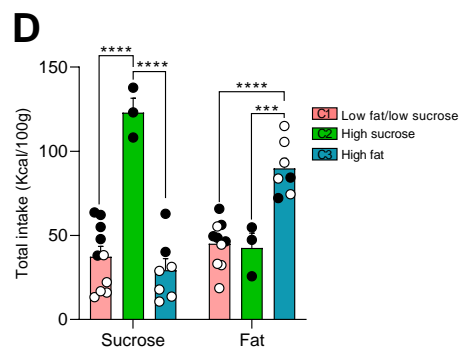 D
Total intake (Kcal/100g)
150
100
50
0
****
****
****
***
Sucrose
Fat
C1 Low fat/low sucrose
C2 High sucrose
C3 High fat